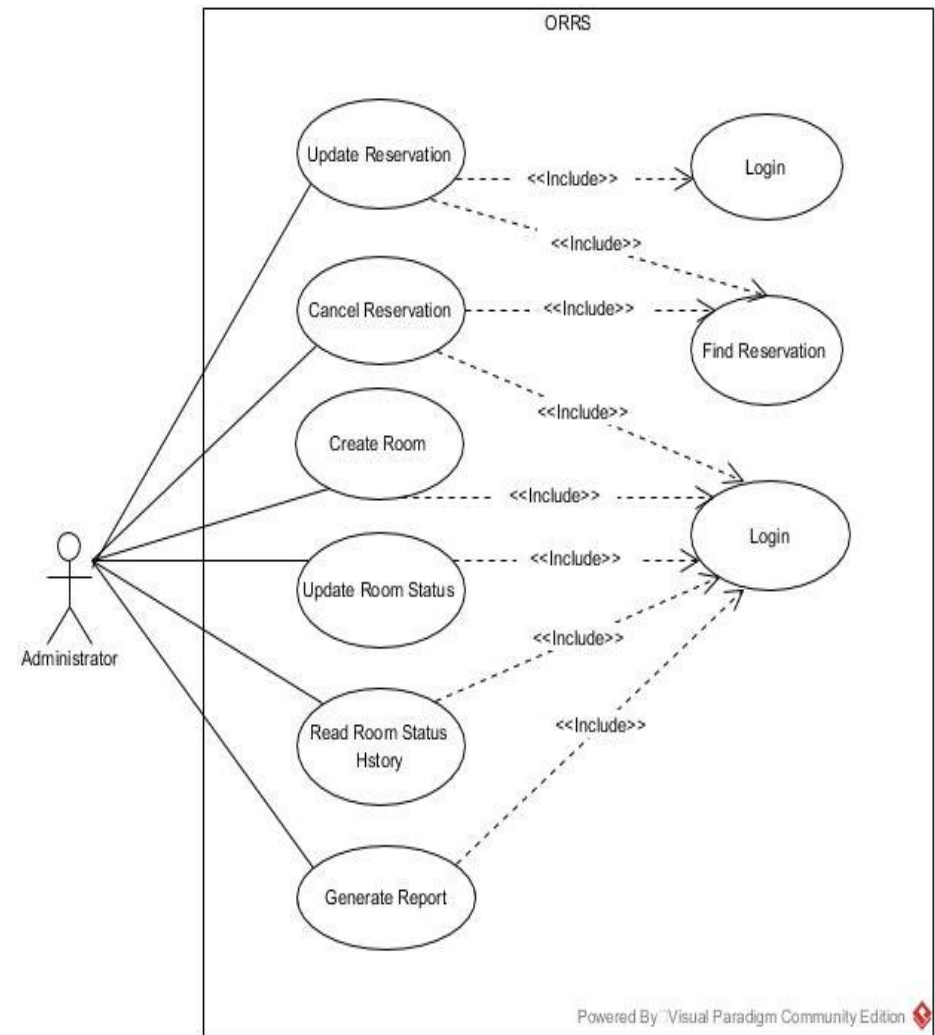 ORRS
Update Reservation
<<Include>>
Login
<<Include>>
Cancel Reservation
<<Include>>
Find Reservation
<<Include>>
Create Room
<<Include>>
Login
Update Room Status
<<Include>>
Administrator
<<Include>>
Read Room Status
Hstory
<<Include>>
Generate Report
Powered By Visual Paradigm Community Edition